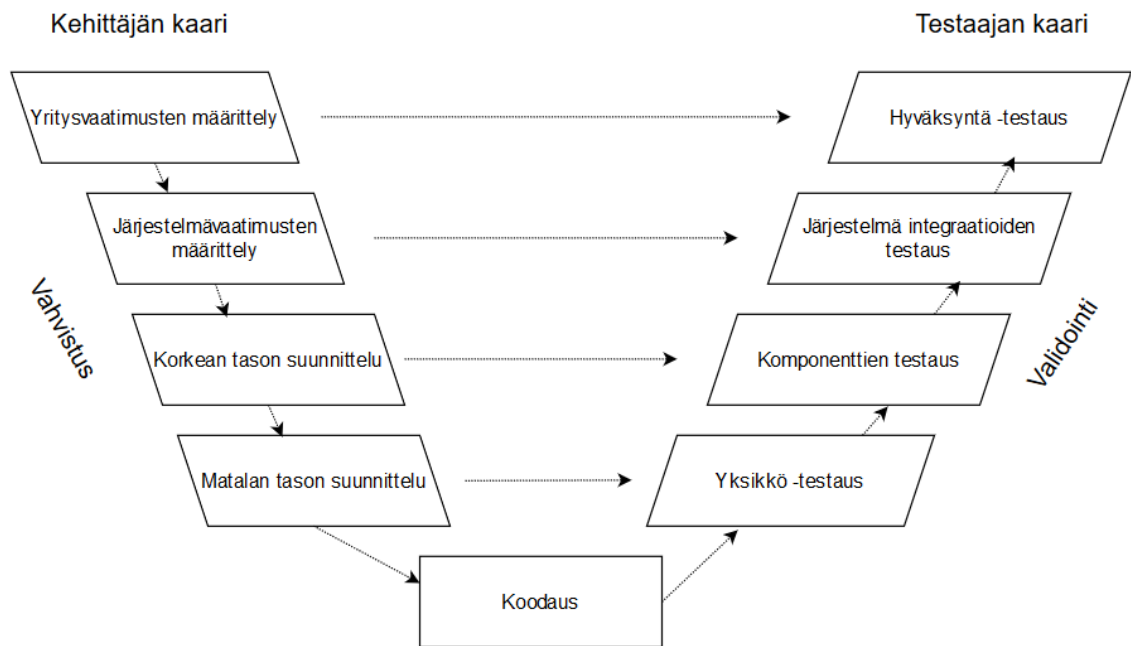 Kehittäjän kaari
Testaajan kaari
Yritysvaatimusten määrittely
Hyväksyntä -testaus
Järjestelmävaatimusten
määrittely
Järjestelmä integraatioiden
testaus
Vahvistus
Validointi
Korkean tason suunnittelu
Komponenttien testaus
Matalan tason suunnittelu
Yksikkö -testaus
Koodaus